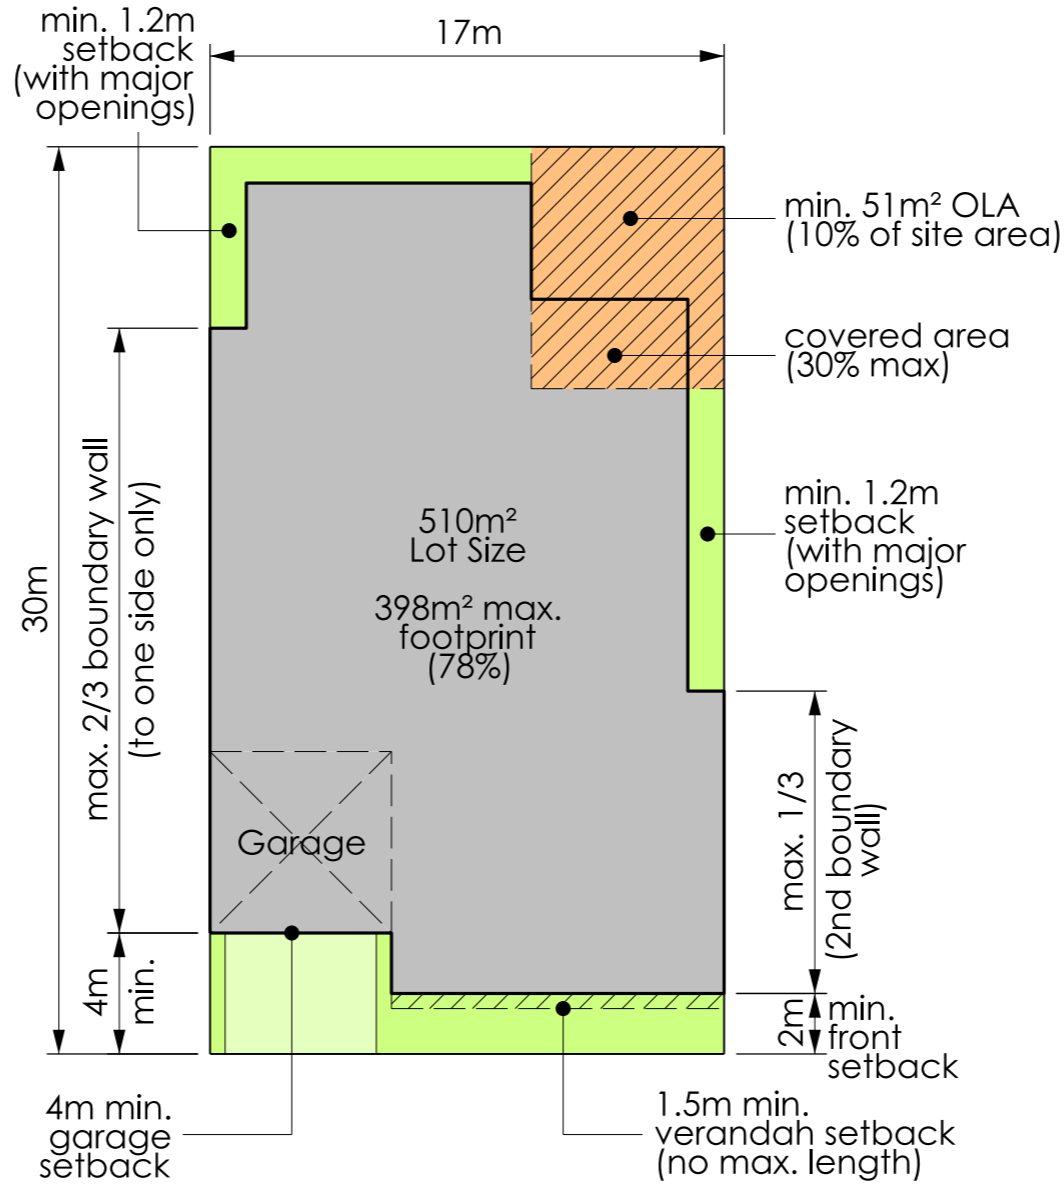 min. 1.2m
setback
(with major
openings)
17m
min. 51m² OLA
(10% of site area)
covered area
(30% max)
30m
max. 2/3 boundary wall
(to one side only)
510m²
Lot Size
398m² max.
footprint
(78%)
min. 1.2m
setback
(with major
openings)
Garage
max. 1/3
(2nd boundary
wall)
4m
min.
2m
min.
front
setback
4m min.
garage
setback
1.5m min.
verandah setback
(no max. length)